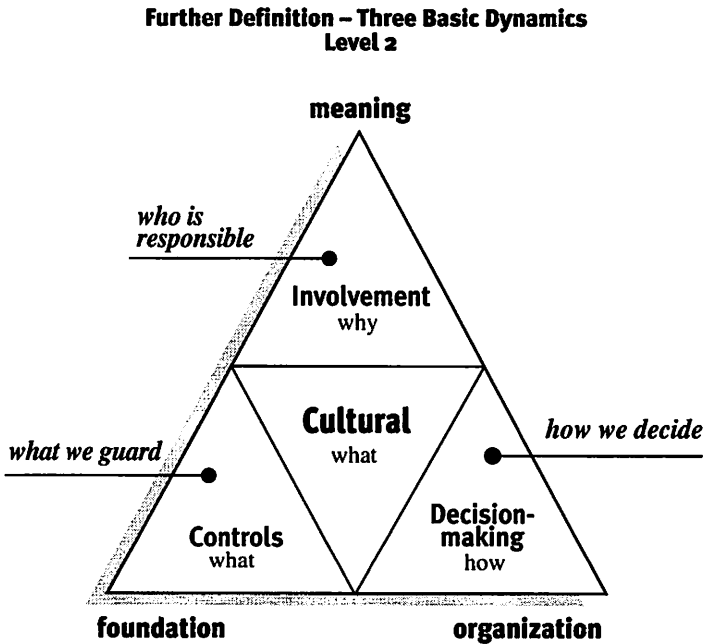 Further Definition – Three Basic Dynamics
Level 2
meaning
who is
responsible
Involvement
why
Cultural
what
what we guard
how we decide
Controls
what
Decision-
making
how
foundation
organization